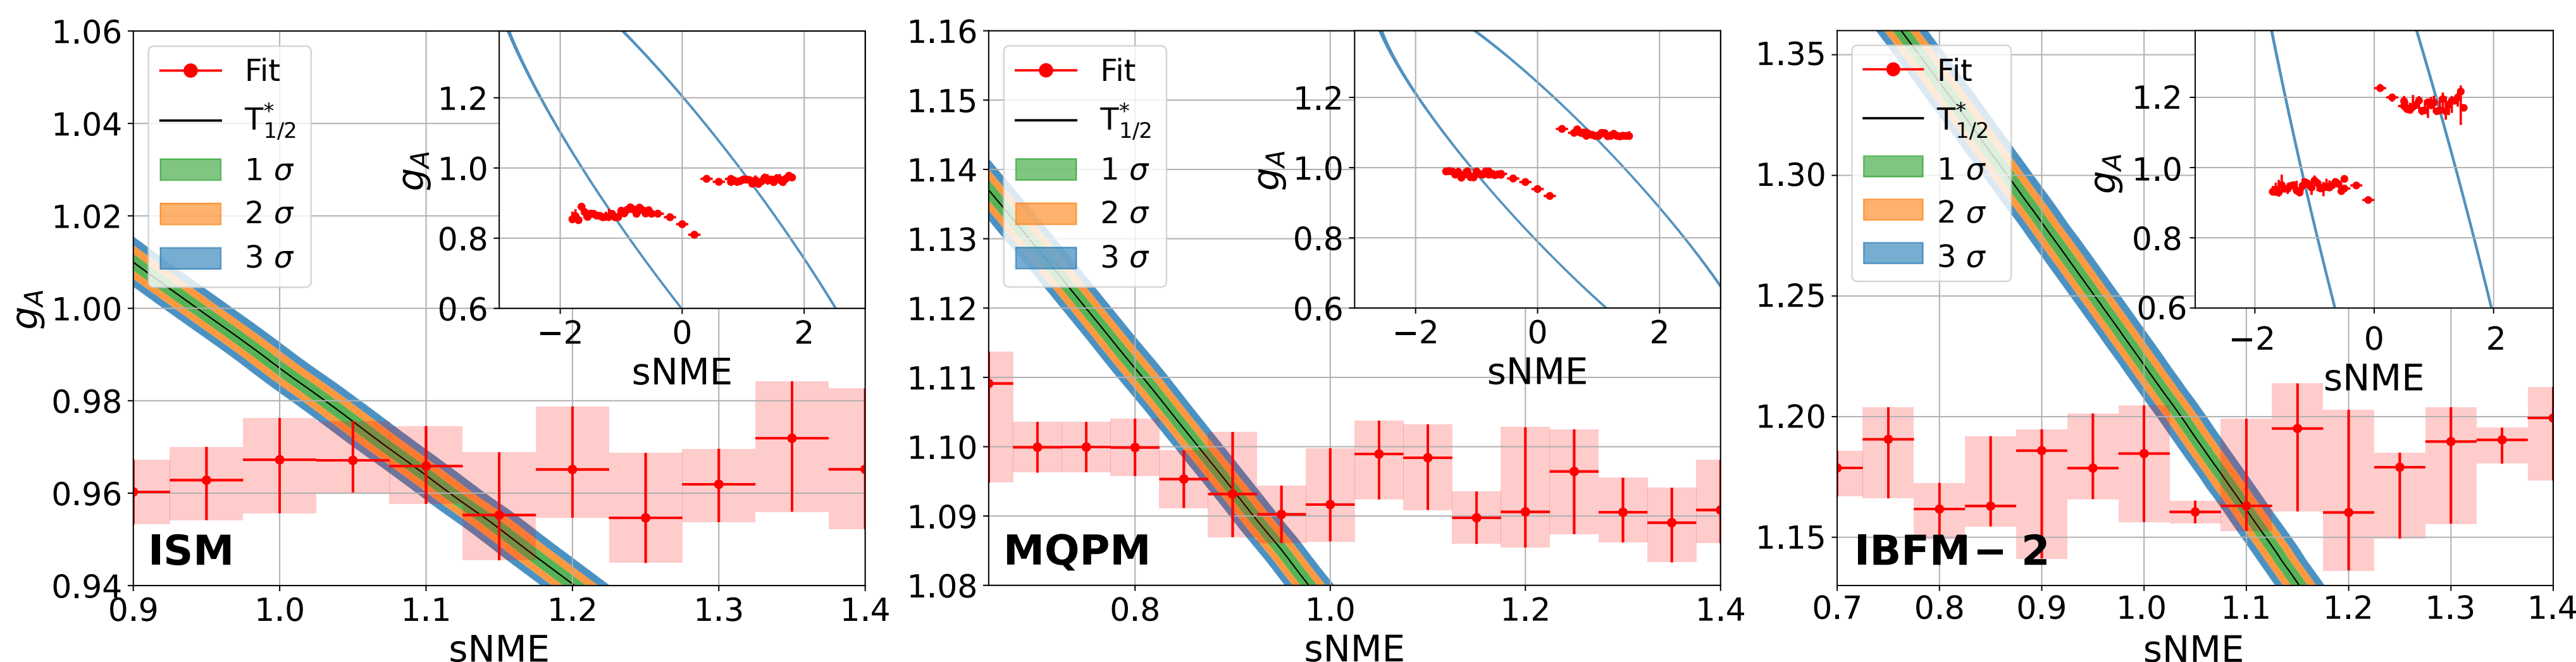 1.06
1.04
1.02
1.00
0.98
0.96
0.94
gA
Fit
T*1/2
1 σ
2 σ
3 σ
1.2
1.0
0.8
0.6
gA
−2 0 2
sNME
ISM
0.9 1.0 1.1 1.2 1.3 1.4
sNME
1.16
1.15
1.14
1.13
1.12
1.11
1.10
1.09
1.08
Fit
T*1/2
1 σ
2 σ
3 σ
1.2
1.0
0.8
0.6
gA
−2 0 2
sNME
MQPM
0.8 1.0 1.2 1.4
sNME
1.35
1.30
1.25
1.20
1.15
Fit
T*1/2
1 σ
2 σ
3 σ
1.2
1.0
0.8
0.6
gA
−2 0 2
sNME
IBFM− 2
0.7 0.8 0.9 1.0 1.1 1.2 1.3 1.4
sNME